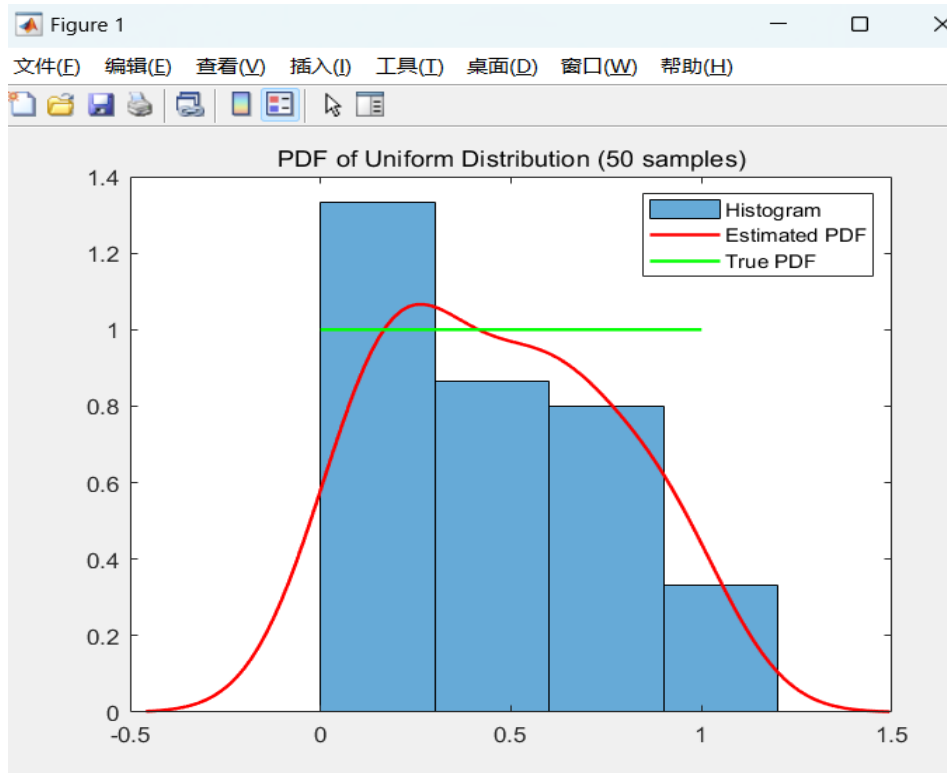 Figure 1
文件(F) 编辑(E) 查看(V) 插入(I) 工具(T) 桌面(D) 窗口(W) 帮助(H)
PDF of Uniform Distribution (50 samples)
1.4
1.2
1
0.8
0.6
0.4
0.2
0
-0.5 0 0.5 1 1.5
Histogram
Estimated PDF
True PDF